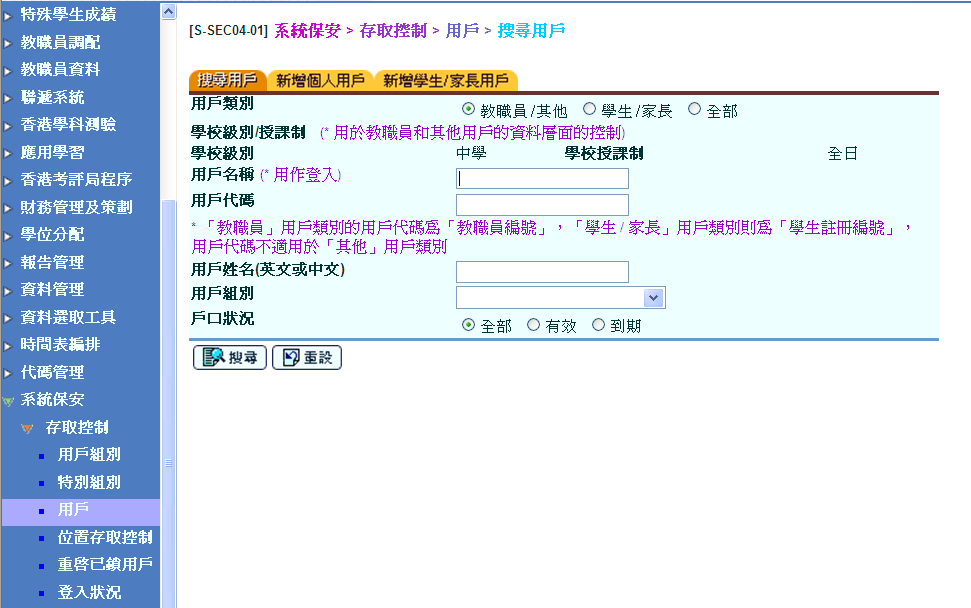 特殊學生成績
教職員調配
教職員資料
聯遞系統
香港學科測驗
應用學習
香港考評局程序
財務管理及策劃
學位分配
報告管理
資料管理
資料選取工具
時間表編排
代碼管理
系統保安
存取控制
用戶組別
特別組別
用戶
位置存取控制
重啓已鎖用戶
登入狀況
[S-SEC04-01] 系統保安 > 存取控制 > 用戶 > 搜尋用戶
搜尋用戶 新增個人用戶 新增學生/家長用戶
用戶類別 教職員/其他 學生/家長 全部
學校級別/授課制 (* 用於教職員和其他用戶的資料層面的控制)
學校級別 中學 學校授課制 全日
用戶名稱 (* 用作登入)
用戶代碼
* 「教職員」用戶類別的用戶代碼為「教職員編號」，「學生 / 家長」用戶類別則為「學生註冊編號」，
用戶代碼不適用於「其他」用戶類別
用戶姓名(英文或中文)
用戶組別
戶口狀況 全部 有效 到期
搜尋 重設